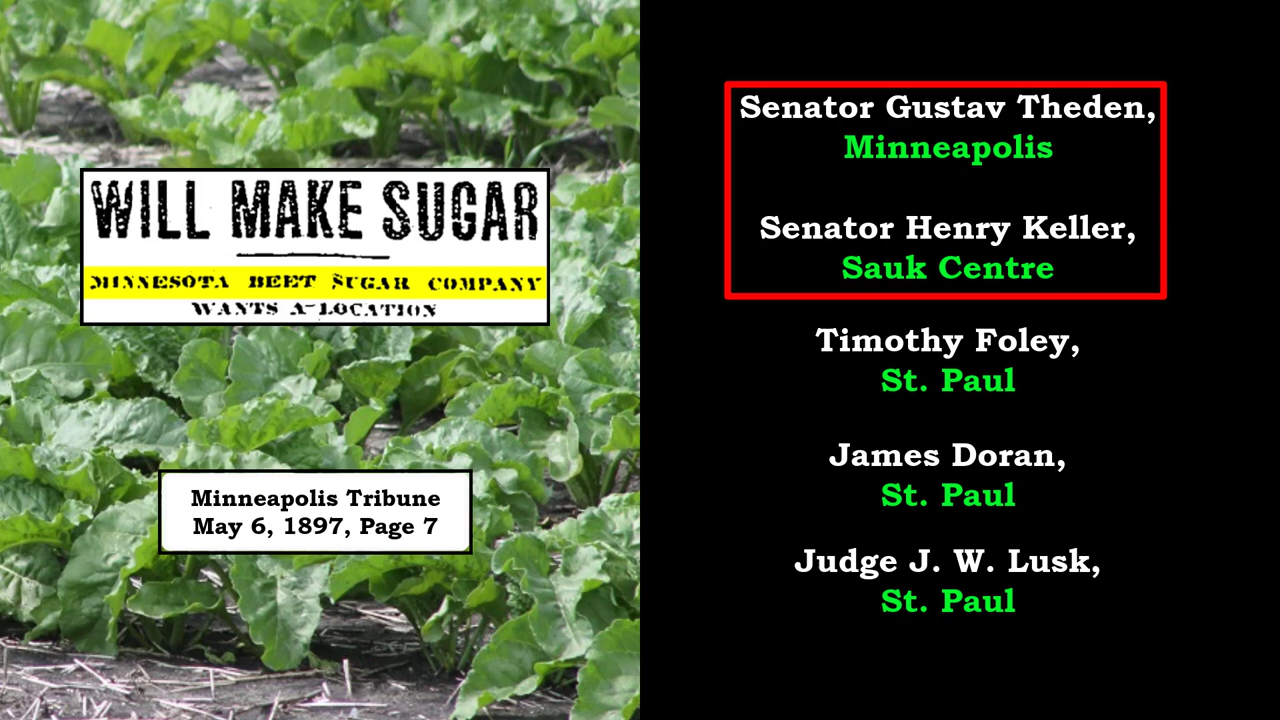 WILL MAKE SUGAR
MINNESOTA BEET SUGAR COMPANY
WANTS A LOCATION
Minneapolis Tribune
May 6, 1897, Page 7
Senator Gustav Theden,
Minneapolis
Senator Henry Keller,
Sauk Centre
Timothy Foley,
St. Paul
James Doran,
St. Paul
Judge J. W. Lusk,
St. Paul